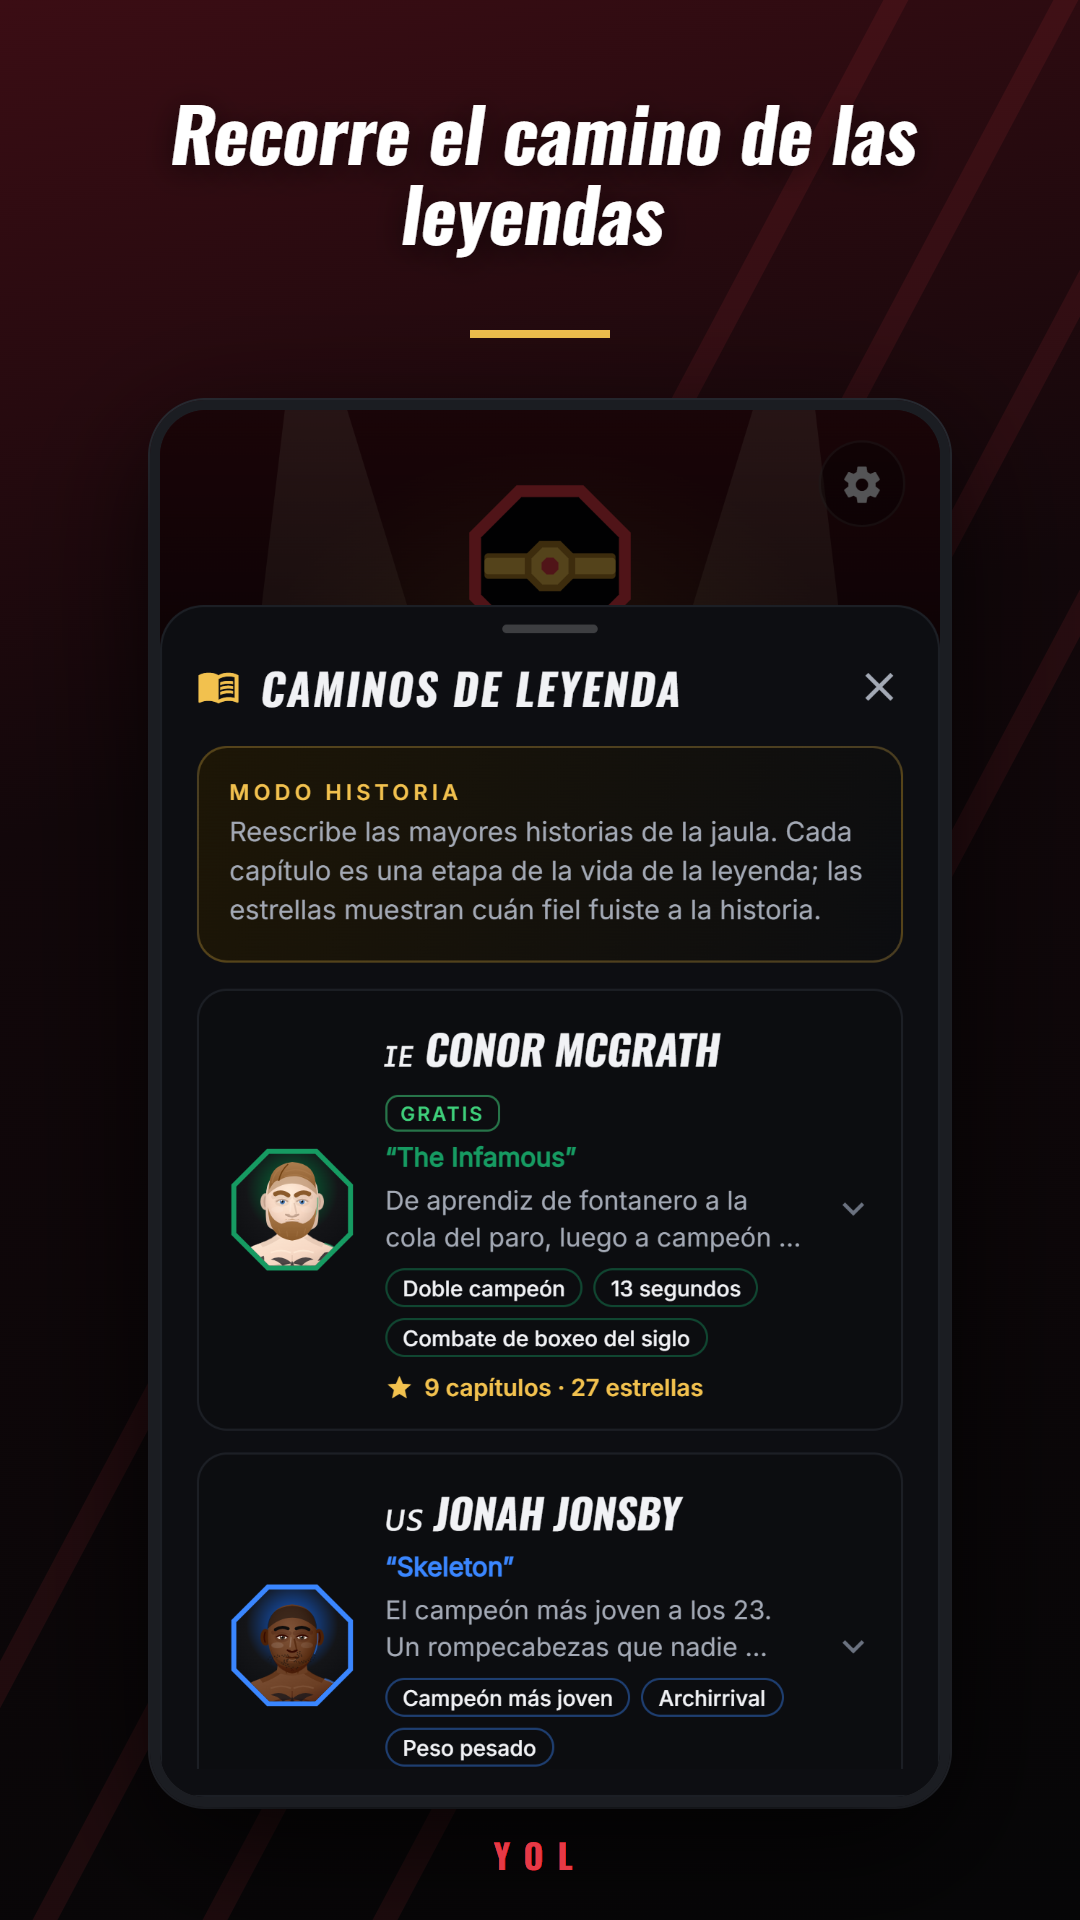 Recorre el camino de las
leyendas
CAMINOS DE LEYENDA
MODO HISTORIA
Reescribe las mayores historias de la jaula. Cada
capítulo es una etapa de la vida de la leyenda; las
estrellas muestran cuán fiel fuiste a la historia.
IE CONOR MCGRATH
GRATIS
“The Infamous”
De aprendiz de fontanero a la
cola del paro, luego a campeón ...
Doble campeón
13 segundos
Combate de boxeo del siglo
9 capítulos · 27 estrellas
US JONAH JONSBY
“Skeleton”
El campeón más joven a los 23.
Un rompecabezas que nadie ...
Campeón más joven
Archirrival
Peso pesado
YOL